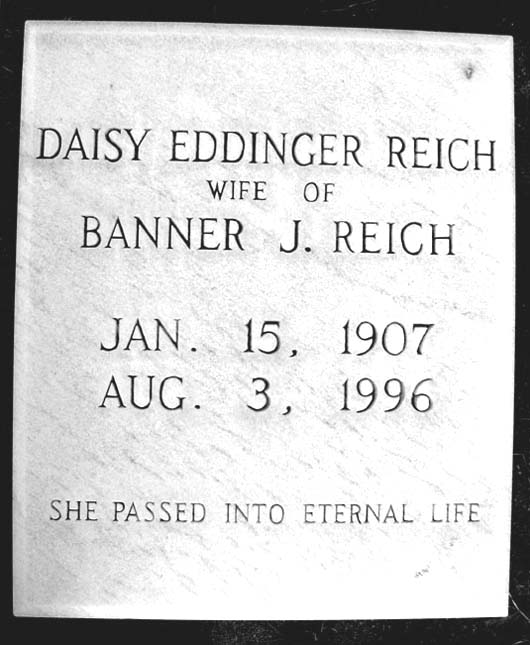 DAISY EDDINGER REICH
WIFE OF
BANNER J. REICH
JAN. 15, 1907
AUG. 3, 1996
SHE PASSED INTO ETERNAL LIFE